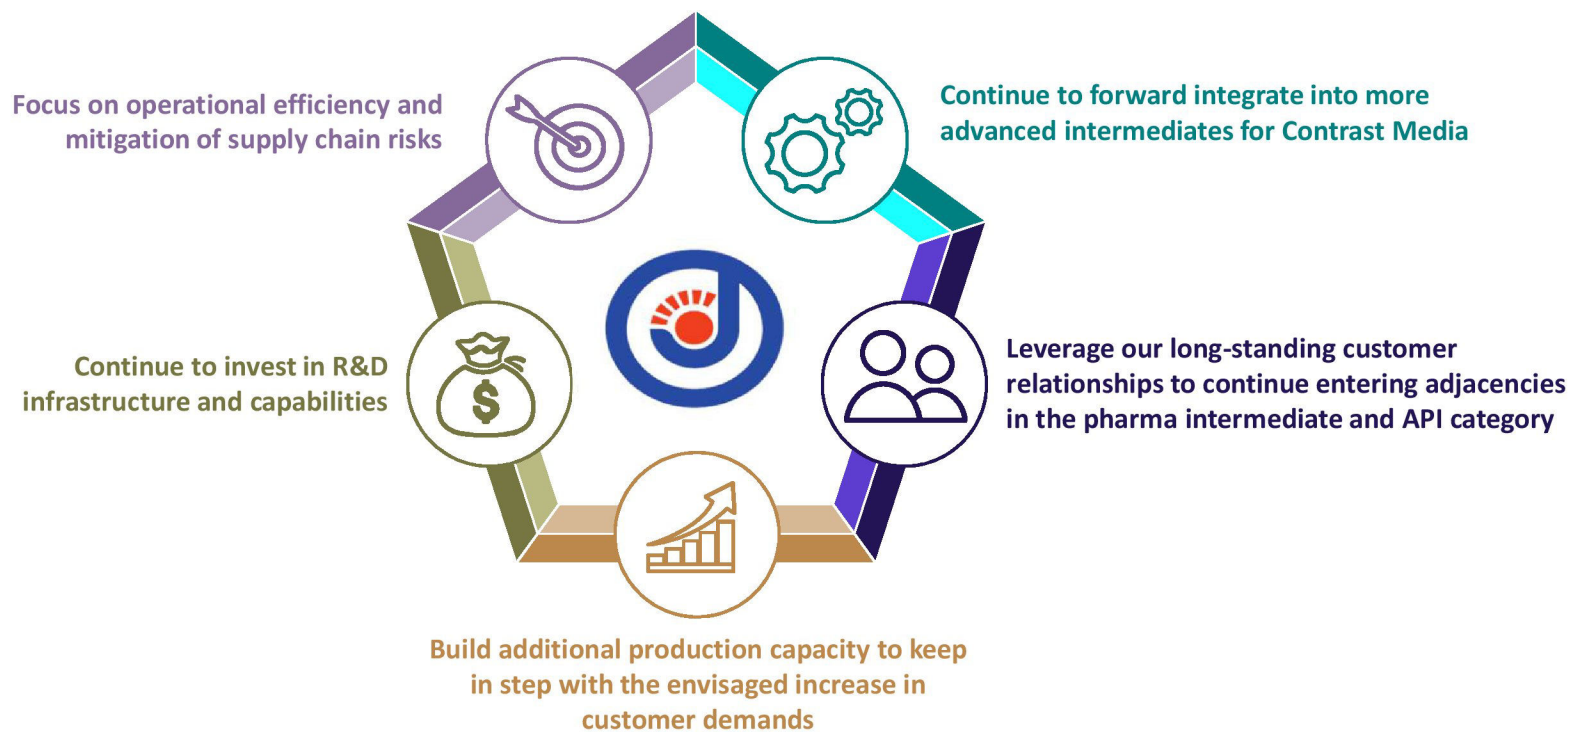 Focus on operational efficiency and
mitigation of supply chain risks
Continue to forward integrate into more
advanced intermediates for Contrast Media
Continue to invest in R&D
infrastructure and capabilities
$
Leverage our long-standing customer
relationships to continue entering adjacencies
in the pharma intermediate and API category
Build additional production capacity to keep
in step with the envisaged increase in
customer demands